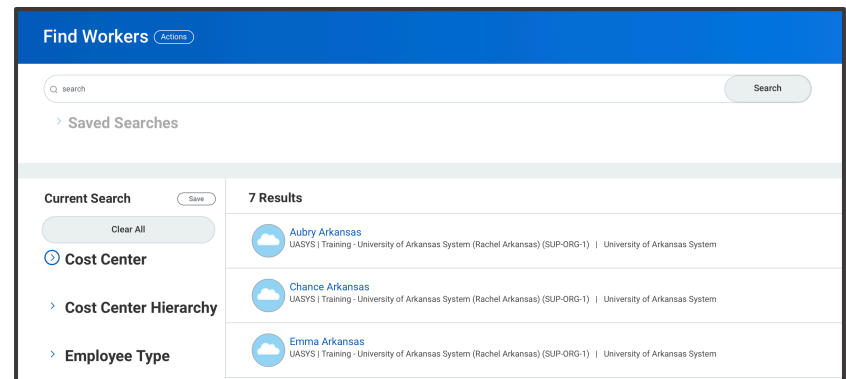 Find Workers Actions
search Search
Saved Searches
Current Search Save
Clear All
Cost Center
Cost Center Hierarchy
Employee Type
7 Results
Aubry Arkansas
UASYS | Training - University of Arkansas System (Rachel Arkansas) (SUP-ORG-1) | University of Arkansas System
Chance Arkansas
UASYS | Training - University of Arkansas System (Rachel Arkansas) (SUP-ORG-1) | University of Arkansas System
Emma Arkansas
UASYS | Training - University of Arkansas System (Rachel Arkansas) (SUP-ORG-1) | University of Arkansas System